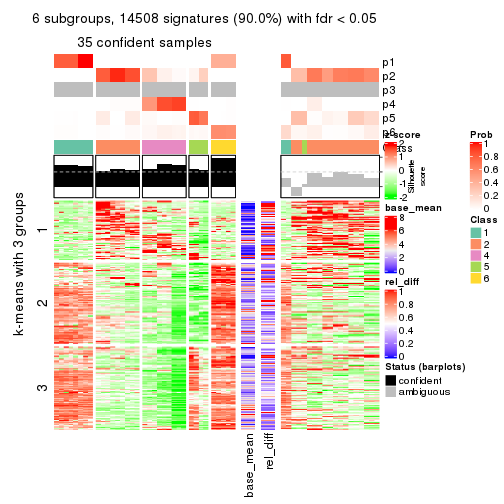 6 subgroups, 14508 signatures (90.0%) with fdr < 0.05
35 confident samples
p1
p2
p3
p4
p5
p6
Class
k-means with 3 groups
1
2
3
base_mean
rel_diff
Silhouette
score
z score
2
1
0
-1
-2
base_mean
8
6
4
2
0
rel_diff
1
0.8
0.6
0.4
0.2
0
Status (barplots)
confident
ambiguous
Prob
1
0.8
0.6
0.4
0.2
0
Class
1
2
4
5
6